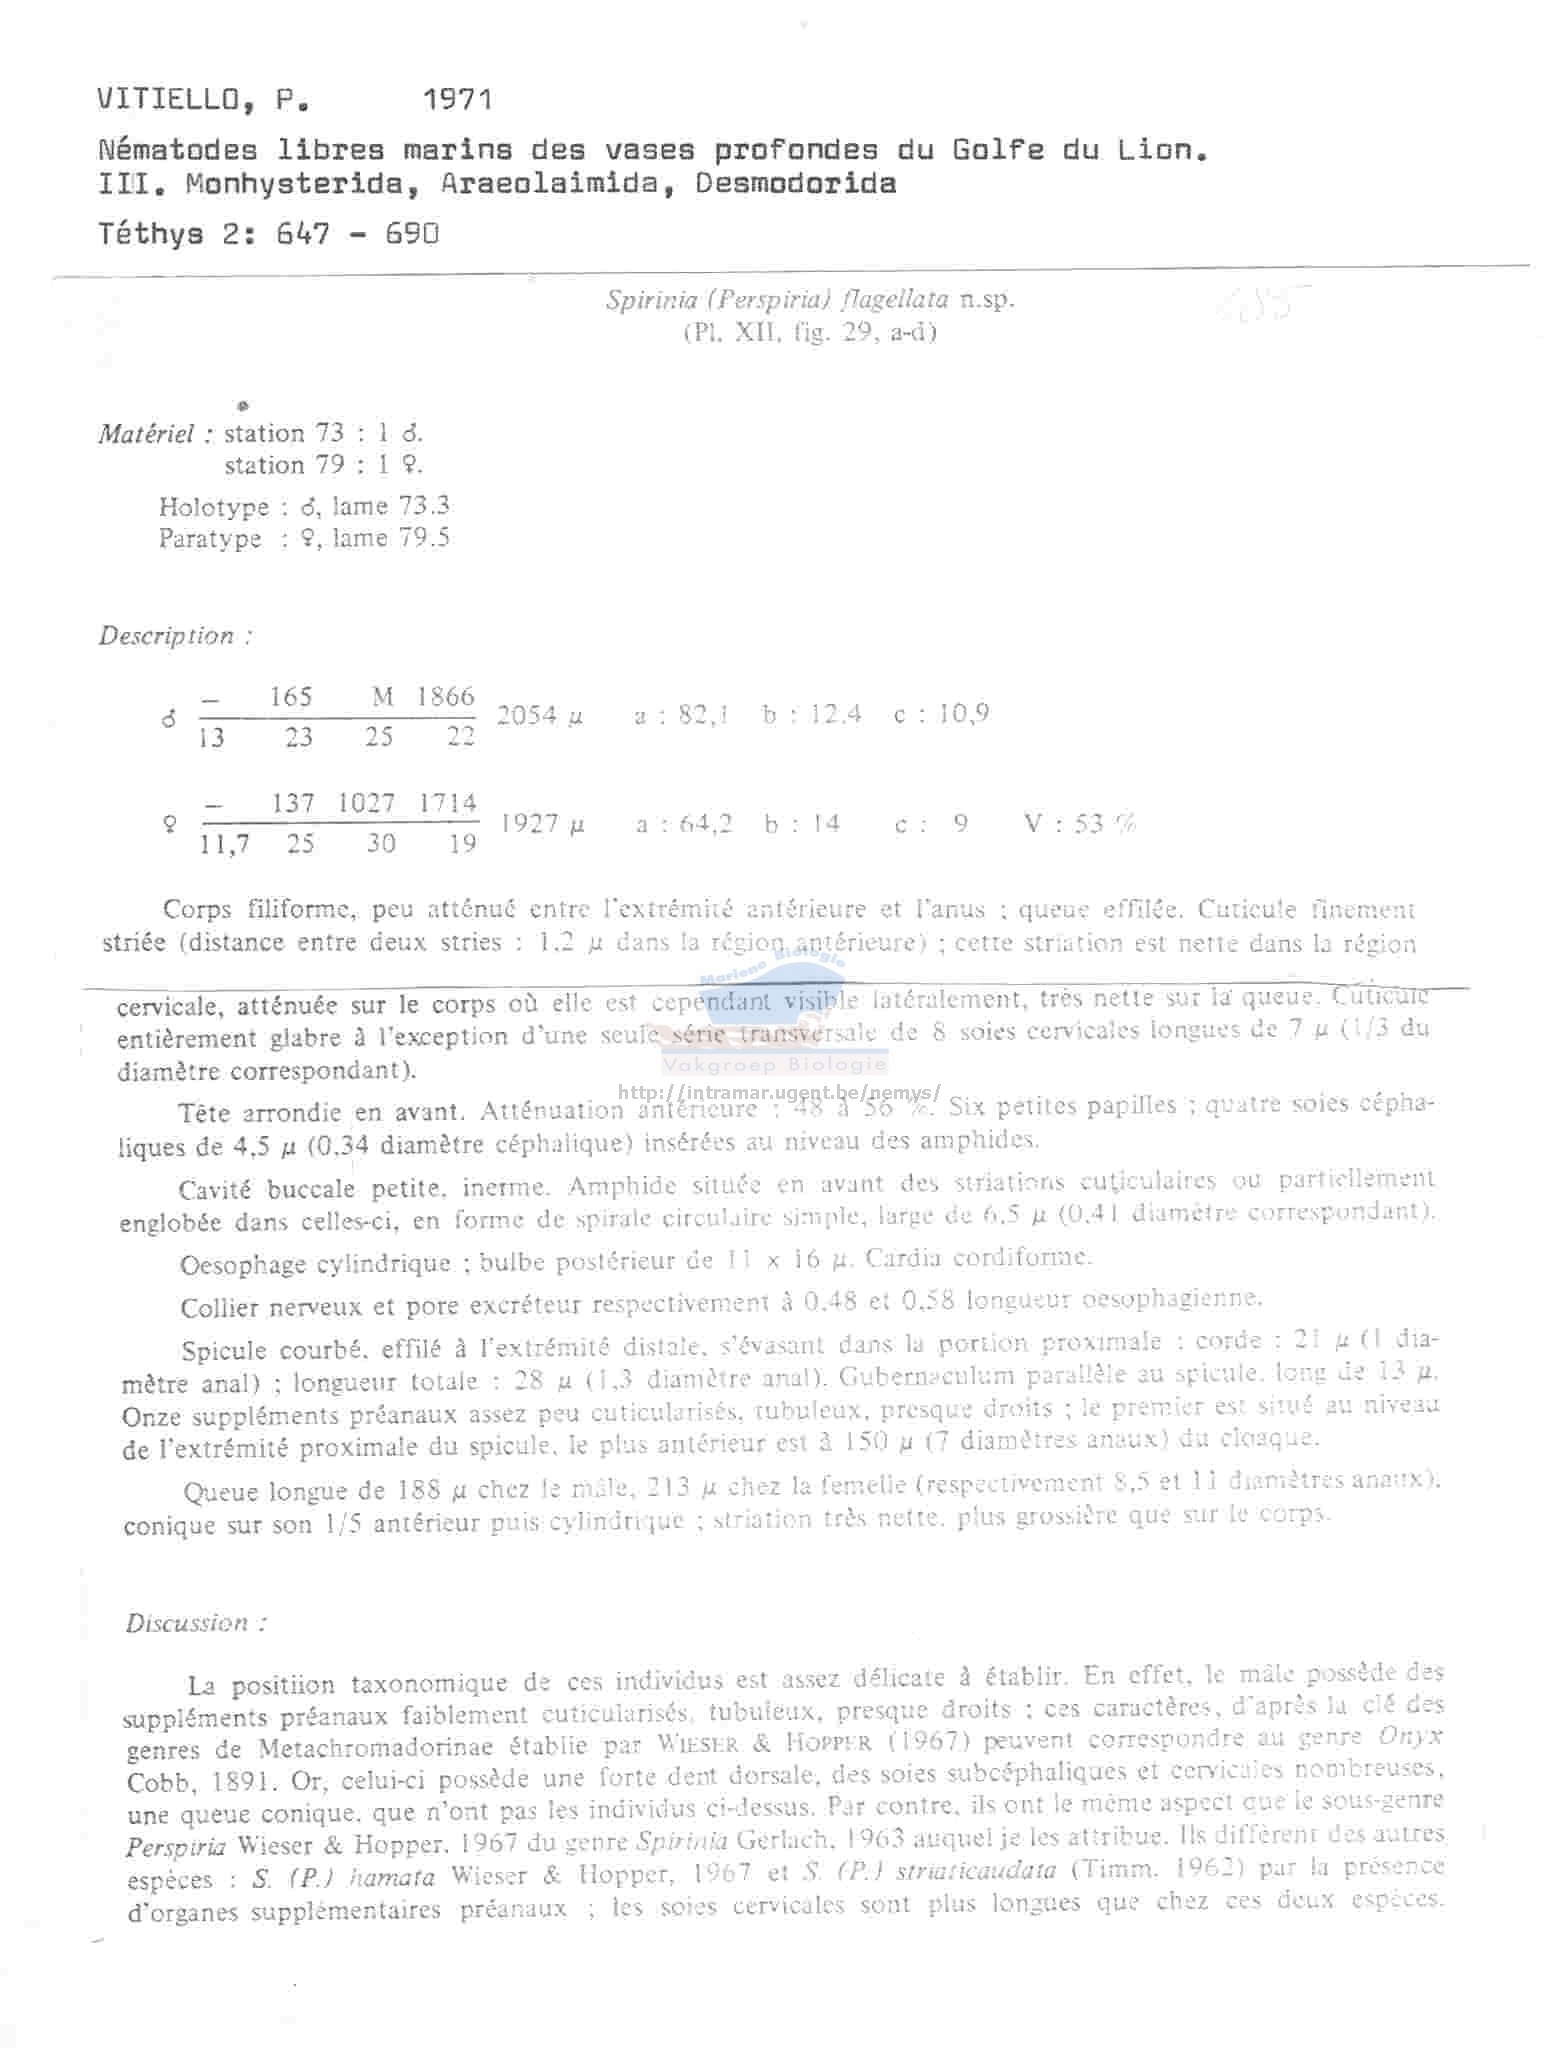 VITIELLO, P. 1971
Nématodes libres marins des vases profondes du Golfe du Lion.
III. Monhysterida, Araeolaimida, Desmodorida
Téthys 2: 647 - 690
Spirinia (Perspiria) flagellata n.sp.
(Pl. XII, fig. 29, a-d)
Matériel : station 73 : 1 ♂.
station 79 : 1 ♀.
Holotype : ♂, lame 73.3
Paratype : ♀, lame 79.5
Description :
— 165 M 1866
♂ 2054 µ a : 82,1 b : 12.4 c : 10,9
13 23 25 22
— 137 1027 1714
♀ 1927 µ a : 64,2 b : 14 c : 9 V : 53 %
11,7 25 30 19
Corps filiforme, peu atténué entre l'extrémité antérieure et l'anus ; queue effilée. Cuticule finement
striée (distance entre deux stries : 1,2 µ dans la région antérieure) ; cette striation est nette dans la région
cervicale, atténuée sur le corps où elle est cependant visible latéralement, très nette sur la queue. Cuticule
entièrement glabre à l'exception d'une seule série transversale de 8 soies cervicales longues de 7 µ (1/3 du
diamètre correspondant).
Mariene Biologie
Vakgroep Biologie
http://intramar.ugent.be/nemys/
Tête arrondie en avant. Atténuation antérieure : 48 à 56 %. Six petites papilles ; quatre soies cépha-
liques de 4,5 µ (0,34 diamètre céphalique) insérées au niveau des amphides.
Cavité buccale petite, inerme. Amphide située en avant des striations cuticulaires ou partiellement
englobée dans celles-ci, en forme de spirale circulaire simple, large de 6,5 µ (0,41 diamètre correspondant).
Oesophage cylindrique ; bulbe postérieur de 11 x 16 µ. Cardia cordiforme.
Collier nerveux et pore excréteur respectivement à 0,48 et 0,58 longueur oesophagienne.
Spicule courbé, effilé à l'extrémité distale, s'évasant dans la portion proximale : corde : 21 µ (1 dia-
mètre anal) ; longueur totale : 28 µ (1,3 diamètre anal). Gubernaculum parallèle au spicule, long de 13 µ.
Onze suppléments préanaux assez peu cuticularisés, tubuleux, presque droits ; le premier est situé au niveau
de l'extrémité proximale du spicule, le plus antérieur est à 150 µ (7 diamètres anaux) du cloaque.
Queue longue de 188 µ chez le mâle, 213 µ chez la femelle (respectivement 8,5 et 11 diamètres anaux),
conique sur son 1/5 antérieur puis cylindrique ; striation très nette, plus grossière que sur le corps.
Discussion :
La positiion taxonomique de ces individus est assez délicate à établir. En effet, le mâle possède des
suppléments préanaux faiblement cuticularisés, tubuleux, presque droits ; ces caractères, d'après la clé des
genres de Metachromadorinae établie par WIESER & HOPPER (1967) peuvent correspondre au genre Onyx
Cobb, 1891. Or, celui-ci possède une forte dent dorsale, des soies subcéphaliques et cervicales nombreuses,
une queue conique, que n'ont pas les individus ci-dessus. Par contre, ils ont le même aspect que le sous-genre
Perspiria Wieser & Hopper, 1967 du genre Spirinia Gerlach, 1963 auquel je les attribue. Ils diffèrent des autres
espèces : S. (P.) hamata Wieser & Hopper, 1967 et S. (P.) striaticaudata (Timm, 1962) par la présence
d'organes supplémentaires préanaux ; les soies cervicales sont plus longues que chez ces deux espèces.